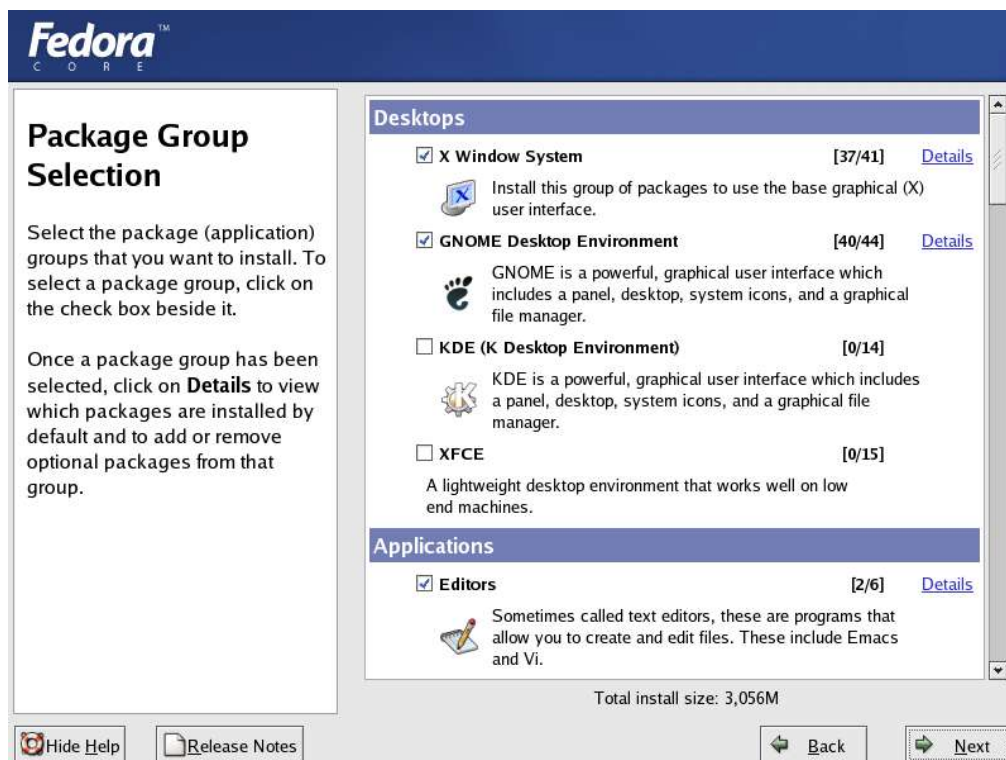 Fedora™
CORE
Package Group
Selection
Select the package (application)
groups that you want to install. To
select a package group, click on
the check box beside it.
Once a package group has been
selected, click on Details to view
which packages are installed by
default and to add or remove
optional packages from that
group.
Desktops
X Window System [37/41] Details
Install this group of packages to use the base graphical (X)
user interface.
GNOME Desktop Environment [40/44] Details
GNOME is a powerful, graphical user interface which
includes a panel, desktop, system icons, and a graphical
file manager.
KDE (K Desktop Environment) [0/14]
KDE is a powerful, graphical user interface which includes
a panel, desktop, system icons, and a graphical file
manager.
XFCE [0/15]
A lightweight desktop environment that works well on low
end machines.
Applications
Editors [2/6] Details
Sometimes called text editors, these are programs that
allow you to create and edit files. These include Emacs
and Vi.
Total install size: 3,056M
Hide Help Release Notes Back Next